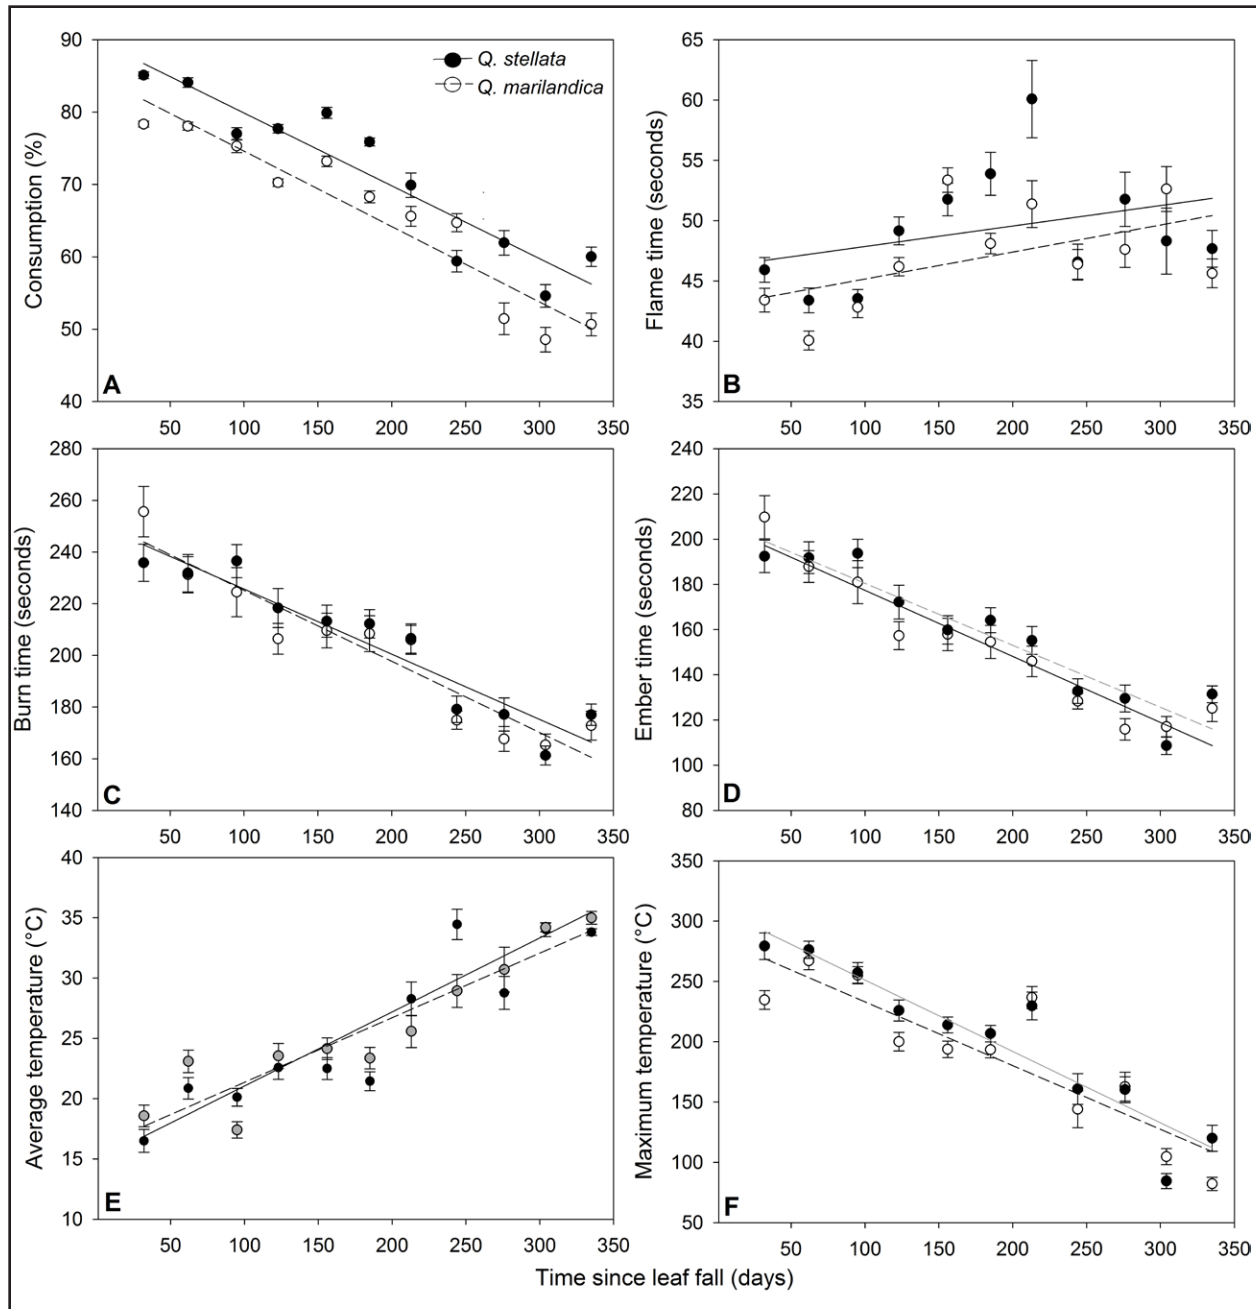 90
80
70
60
50
40
Consumption (%)
Q. stellata
Q. marilandica
A
50 100 150 200 250 300 350
65
60
55
50
45
40
35
Flame time (seconds)
B
50 100 150 200 250 300 350
280
260
240
220
200
180
160
140
Burn time (seconds)
C
50 100 150 200 250 300 350
240
220
200
180
160
140
120
100
80
Ember time (seconds)
D
50 100 150 200 250 300 350
40
35
30
25
20
15
10
Average temperature (°C)
E
50 100 150 200 250 300 350
350
300
250
200
150
100
50
Maximum temperature (°C)
F
50 100 150 200 250 300 350
Time since leaf fall (days)